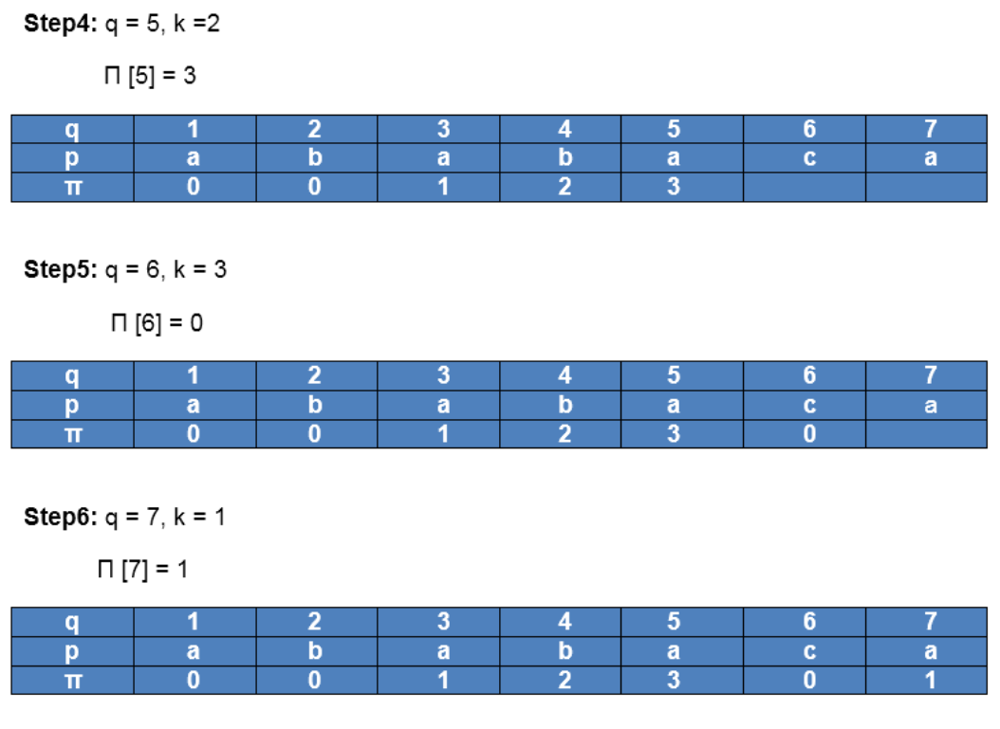 Step4: q = 5, k =2
Π [5] = 3
q 1 2 3 4 5 6 7
p a b a b a c a
π 0 0 1 2 3
Step5: q = 6, k = 3
Π [6] = 0
q 1 2 3 4 5 6 7
p a b a b a c a
π 0 0 1 2 3 0
Step6: q = 7, k = 1
Π [7] = 1
q 1 2 3 4 5 6 7
p a b a b a c a
π 0 0 1 2 3 0 1